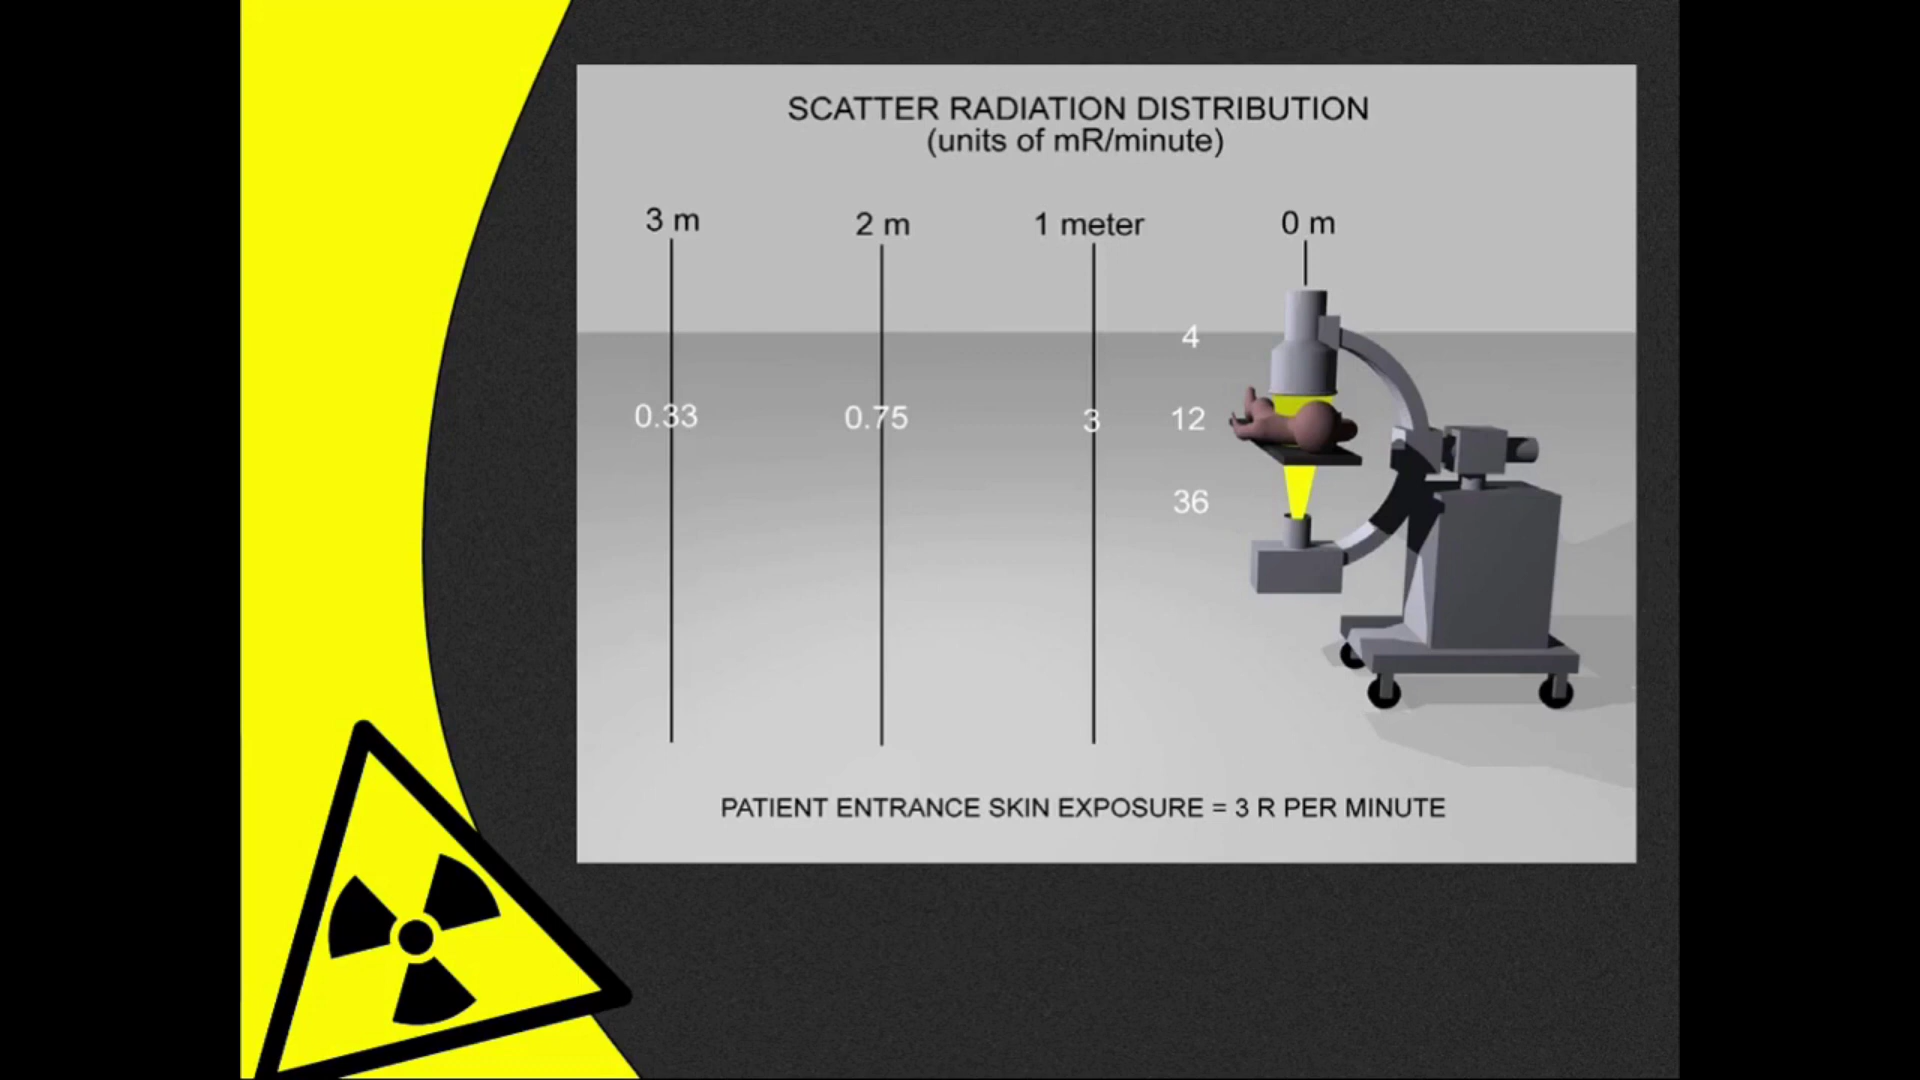 SCATTER RADIATION DISTRIBUTION
(units of mR/minute)
3 m
2 m
1 meter
0 m
4
0.33
0.75
3
12
36
PATIENT ENTRANCE SKIN EXPOSURE = 3 R PER MINUTE